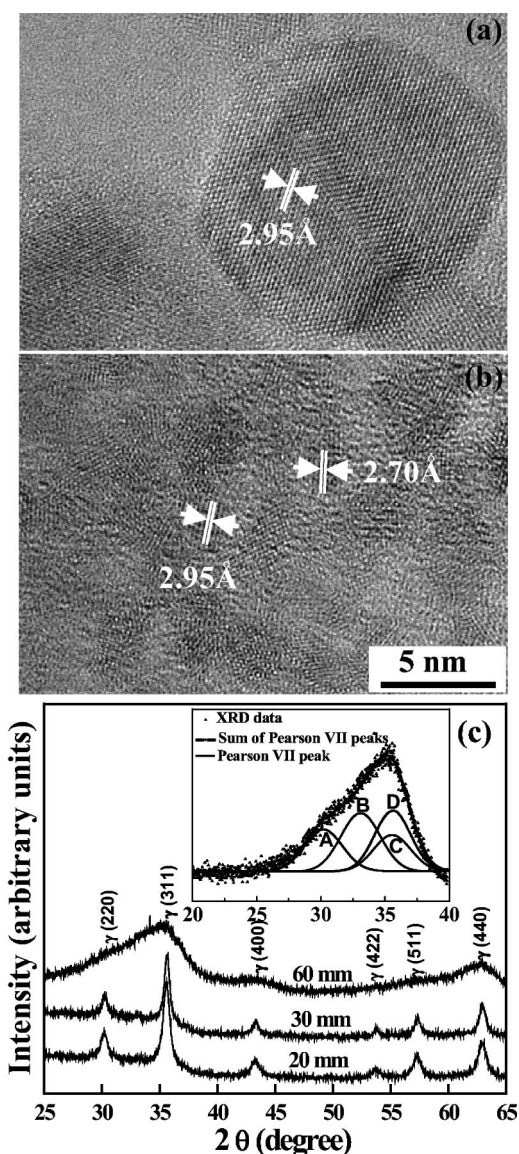 (a)
2.95Å
(b)
2.70Å
2.95Å
5 nm
(c)
XRD data
Sum of Pearson VII peaks
Pearson VII peak
A
B
D
C
20 25 30 35 40
Intensity (arbitrary units)
γ (220)
γ (311)
γ (400)
γ (422)
γ (511)
γ (440)
60 mm
30 mm
20 mm
25 30 35 40 45 50 55 60 65
2 θ (degree)